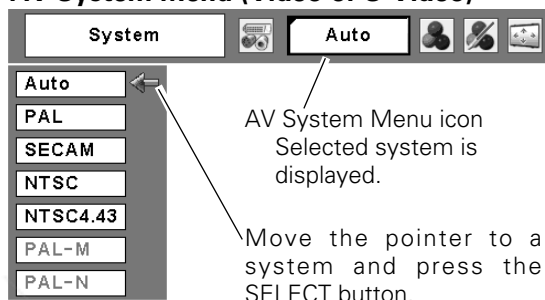 AV System Menu (Video or S-Video)
System Auto
Auto
PAL
SECAM
NTSC
NTSC4.43
PAL-M
PAL-N
AV System Menu icon
Selected system is
displayed.
Move the pointer to a
system and press the
SELECT button.